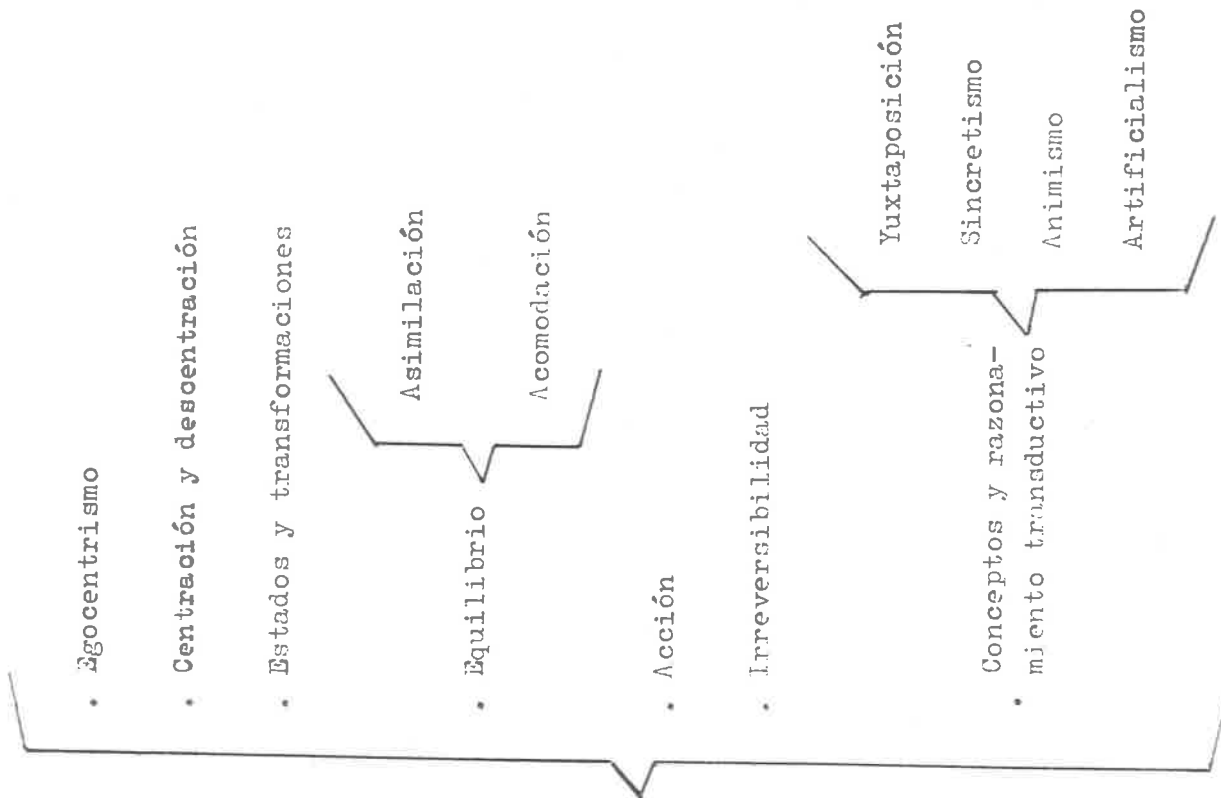 • Egocentrismo
• Centración y descentración
• Estados y transformaciones
• Equilibrio
Asimilación
Acomodación
• Acción
• Irreversibilidad
• Conceptos y razona-
miento transductivo
Yuxtaposición
Sincretismo
Animismo
Artificialismo